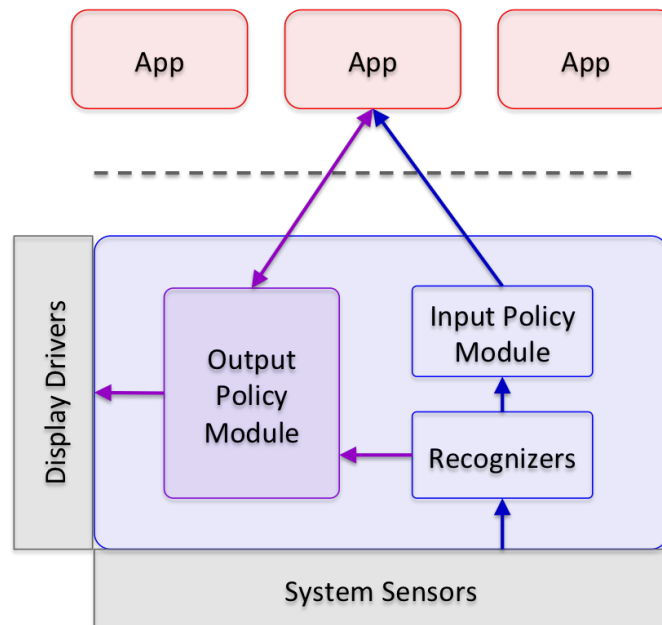 App
App
App
Display Drivers
Output
Policy
Module
Input Policy
Module
Recognizers
System Sensors